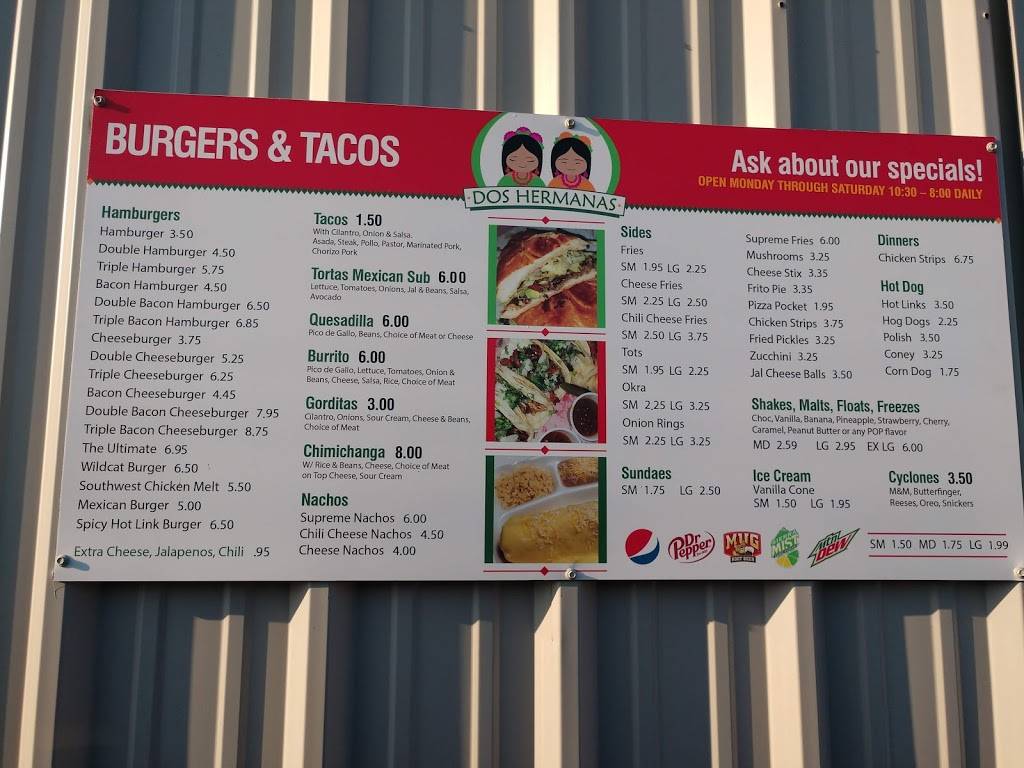 BURGERS & TACOS
DOS HERMANAS
Ask about our specials!
OPEN MONDAY THROUGH SATURDAY 10:30 – 8:00 DAILY
Hamburgers
Hamburger 3.50
Double Hamburger 4.50
Triple Hamburger 5.75
Bacon Hamburger 4.50
Double Bacon Hamburger 6.50
Triple Bacon Hamburger 6.85
Cheeseburger 3.75
Double Cheeseburger 5.25
Triple Cheeseburger 6.25
Bacon Cheeseburger 4.45
Double Bacon Cheeseburger 7.95
Triple Bacon Cheeseburger 8.75
The Ultimate 6.95
Wildcat Burger 6.50
Southwest Chicken Melt 5.50
Mexican Burger 5.00
Spicy Hot Link Burger 6.50
Extra Cheese, Jalapenos, Chili .95
Tacos 1.50
With Cilantro, Onion & Salsa.
Asada, Steak, Pollo, Pastor, Marinated Pork,
Chorizo Pork
Tortas Mexican Sub 6.00
Lettuce, Tomatoes, Onions, Jal & Beans, Salsa,
Avocado
Quesadilla 6.00
Pico de Gallo, Beans, Choice of Meat or Cheese
Burrito 6.00
Pico de Gallo, Lettuce, Tomatoes, Onion &
Beans, Cheese, Salsa, Rice, Choice of Meat
Gorditas 3.00
Cilantro, Onions, Sour Cream, Cheese & Beans,
Choice of Meat
Chimichanga 8.00
W/ Rice & Beans, Cheese, Choice of Meat
on Top Cheese, Sour Cream
Nachos
Supreme Nachos 6.00
Chili Cheese Nachos 4.50
Cheese Nachos 4.00
Sides
Fries
SM 1.95 LG 2.25
Cheese Fries
SM 2.25 LG 2.50
Chili Cheese Fries
SM 2.50 LG 3.75
Tots
SM 1.95 LG 2.25
Okra
SM 2,25 LG 3.25
Onion Rings
SM 2.25 LG 3.25
Sundaes
SM 1.75 LG 2.50
Supreme Fries 6.00
Mushrooms 3.25
Cheese Stix 3.35
Frito Pie 3.35
Pizza Pocket 1.95
Chicken Strips 3.75
Fried Pickles 3.25
Zucchini 3.25
Jal Cheese Balls 3.50
Dinners
Chicken Strips 6.75
Hot Dog
Hot Links 3.50
Hog Dogs 2.25
Polish 3.50
Coney 3.25
Corn Dog 1.75
Shakes, Malts, Floats, Freezes
Choc, Vanilla, Banana, Pineapple, Strawberry, Cherry,
Caramel, Peanut Butter or any POP flavor
MD 2.59 LG 2.95 EX LG 6.00
Ice Cream
Vanilla Cone
SM 1.50 LG 1.95
Cyclones 3.50
M&M, Butterfinger,
Reeses, Oreo, Snickers
Dr Pepper
MUG
ROOT BEER
MIST
Mtn DEW
SM 1.50 MD 1.75 LG 1.99